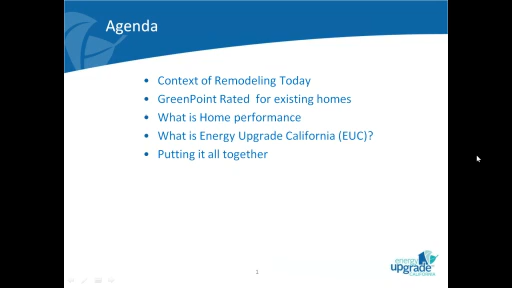 Agenda
• Context of Remodeling Today
• GreenPoint Rated for existing homes
• What is Home performance
• What is Energy Upgrade California (EUC)?
• Putting it all together
1
energy
upgrade
CALIFORNIA